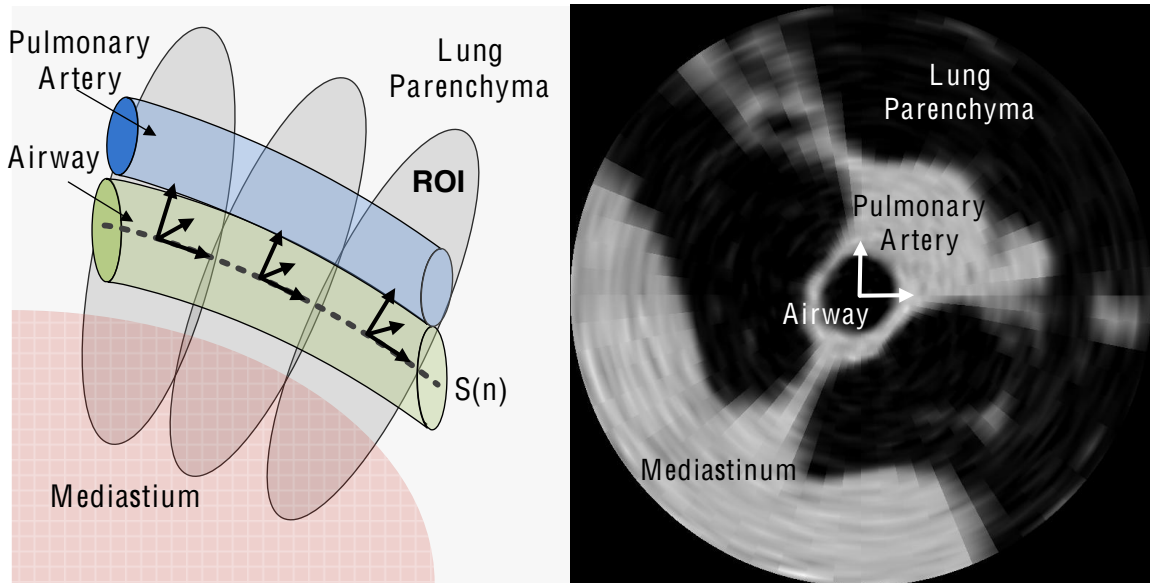 Pulmonary
Artery
Lung
Parenchyma
Airway
ROI
S(n)
Mediastium
Lung
Parenchyma
Pulmonary
Artery
Airway
Mediastinum